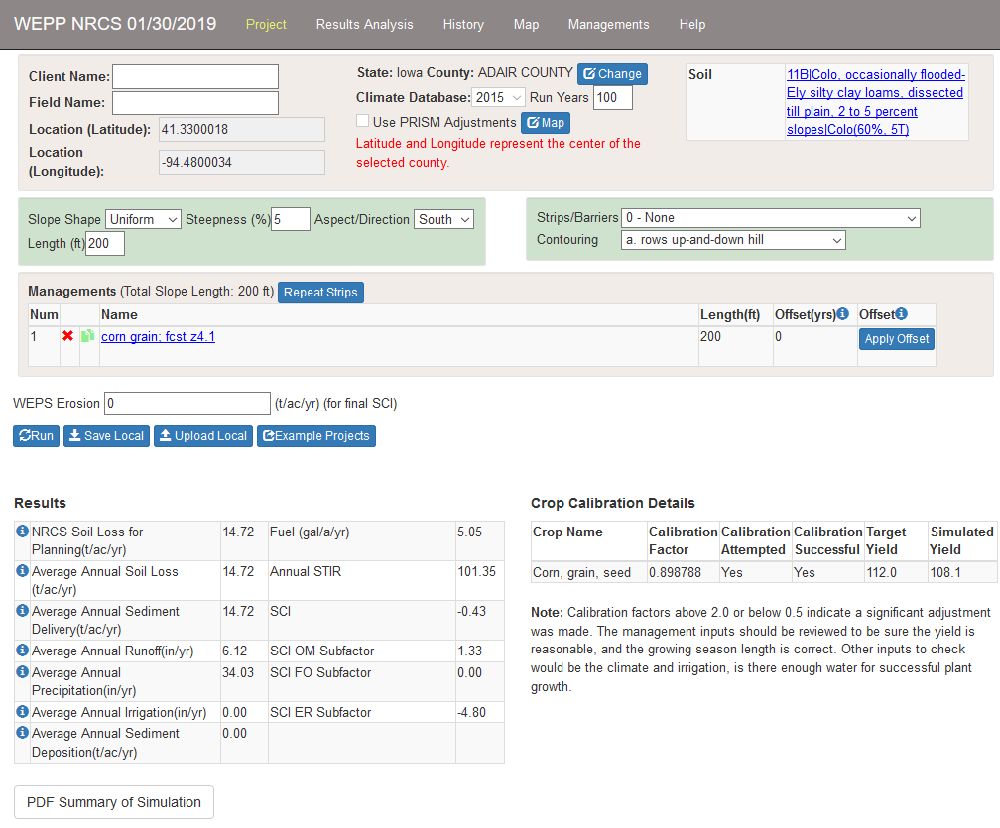 WEPP NRCS 01/30/2019 Project Results Analysis History Map Managements Help
Client Name:
Field Name:
Location (Latitude): 41.3300018
Location
(Longitude): -94.4800034
State: Iowa County: ADAIR COUNTY Change
Climate Database: 2015 Run Years 100
Use PRISM Adjustments Map
Latitude and Longitude represent the center of the
selected county.
Soil 11B|Colo, occasionally flooded-
Ely silty clay loams, dissected
till plain, 2 to 5 percent
slopes|Colo(60%, 5T)
Slope Shape Uniform Steepness (%) 5 Aspect/Direction South
Length (ft) 200
Strips/Barriers 0 - None
Contouring a. rows up-and-down hill
Managements (Total Slope Length: 200 ft) Repeat Strips
Num Name Length(ft) Offset(yrs) Offset
1 corn grain; fcst z4.1 200 0 Apply Offset
WEPS Erosion 0 (t/ac/yr) (for final SCI)
Run Save Local Upload Local Example Projects
Results
NRCS Soil Loss for
Planning(t/ac/yr) 14.72 Fuel (gal/a/yr) 5.05
Average Annual Soil Loss
(t/ac/yr) 14.72 Annual STIR 101.35
Average Annual Sediment
Delivery(t/ac/yr) 14.72 SCI -0.43
Average Annual Runoff(in/yr) 6.12 SCI OM Subfactor 1.33
Average Annual
Precipitation(in/yr) 34.03 SCI FO Subfactor 0.00
Average Annual Irrigation(in/yr) 0.00 SCI ER Subfactor -4.80
Average Annual Sediment
Deposition(t/ac/yr) 0.00
PDF Summary of Simulation
Crop Calibration Details
Crop Name Calibration Calibration Calibration Target Simulated
Factor Attempted Successful Yield Yield
Corn, grain, seed 0.898788 Yes Yes 112.0 108.1
Note: Calibration factors above 2.0 or below 0.5 indicate a significant adjustment
was made. The management inputs should be reviewed to be sure the yield is
reasonable, and the growing season length is correct. Other inputs to check
would be the climate and irrigation, is there enough water for successful plant
growth.